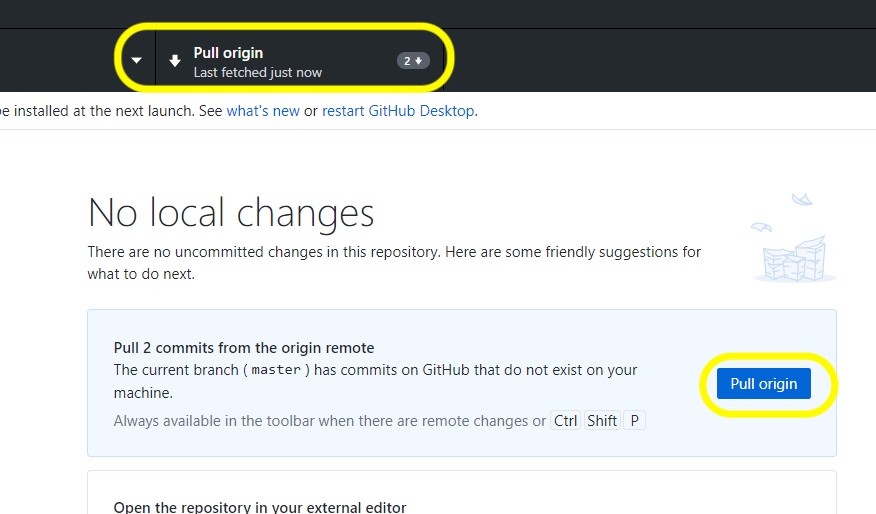 Pull origin
Last fetched just now
2
be installed at the next launch. See what's new or restart GitHub Desktop.
No local changes
There are no uncommitted changes in this repository. Here are some friendly suggestions for
what to do next.
Pull 2 commits from the origin remote
The current branch ( master ) has commits on GitHub that do not exist on your
machine.
Pull origin
Always available in the toolbar when there are remote changes or Ctrl Shift P
Open the repository in your external editor